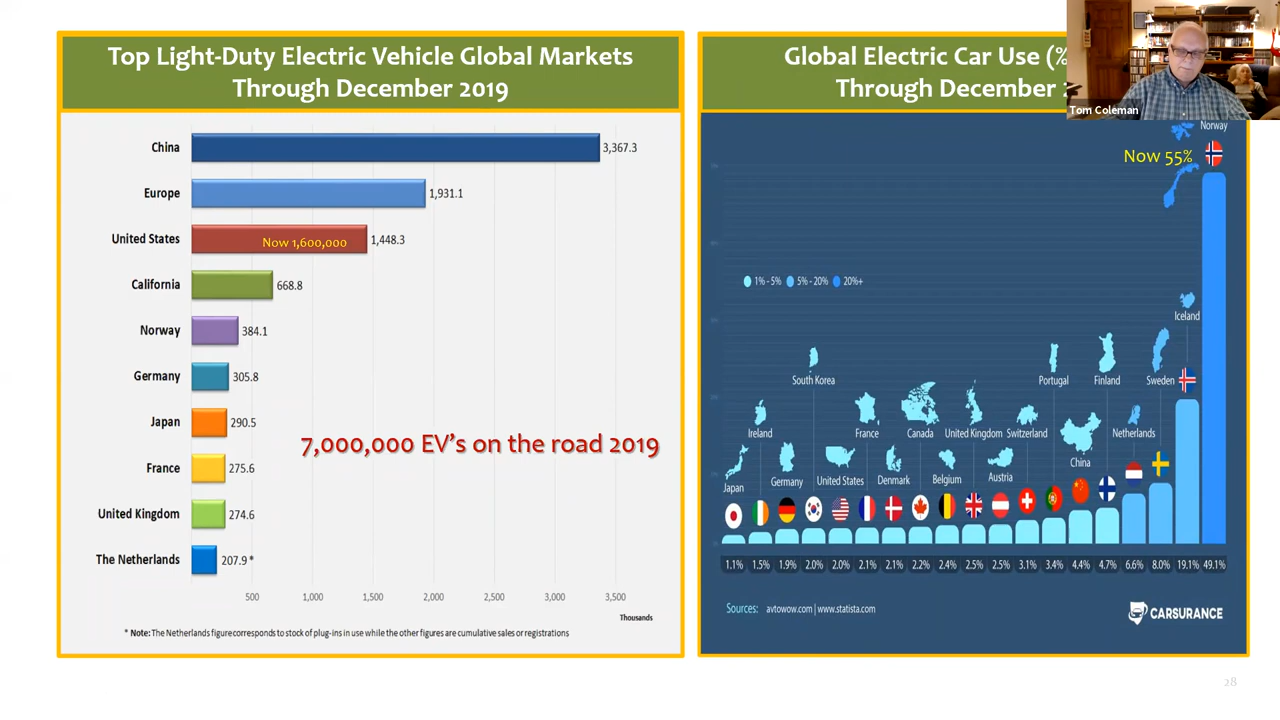 Top Light-Duty Electric Vehicle Global Markets
Through December 2019
China
3,367.3
Europe
1,931.1
United States
Now 1,600,000
1,448.3
California
668.8
Norway
384.1
Germany
305.8
Japan
290.5
7,000,000 EV's on the road 2019
France
275.6
United Kingdom
274.6
The Netherlands
207.9 *
500 1,000 1,500 2,000 2,500 3,000 3,500
Thousands
* Note: The Netherlands figure corresponds to stock of plug-ins in use while the other figures are cumulative sales or registrations
Global Electric Car Use (%
Through December
Tom Coleman
Norway
Now 55%
1% - 5% 5% - 20% 20%+
Iceland
South Korea Portugal Finland Sweden
Ireland France Canada United Kingdom Switzerland Netherlands
China
Japan Germany United States Denmark Belgium Austria
1.1% 1.5% 1.9% 2.0% 2.0% 2.1% 2.1% 2.2% 2.4% 2.5% 2.5% 3.1% 3.4% 4.4% 4.7% 6.6% 8.0% 19.1% 49.1%
Sources: avtowow.com | www.statista.com
CARSURANCE
28